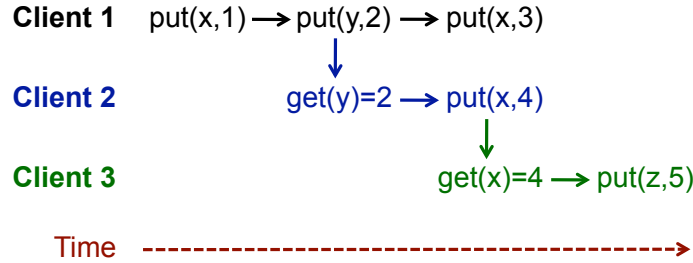 Client 1 put(x,1) put(y,2) put(x,3)
Client 2 get(y)=2 put(x,4)
Client 3 get(x)=4 put(z,5)
Time